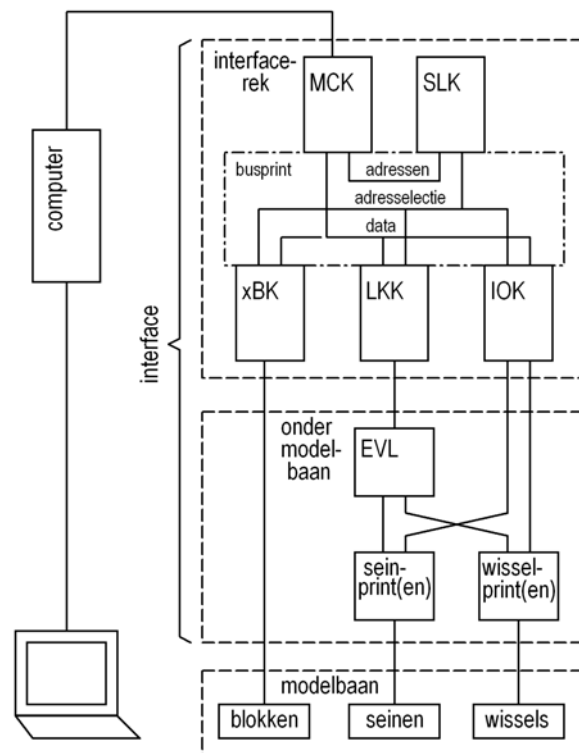 interface-
rek
MCK
SLK
busprint
adressen
adresselectie
data
computer
xBK
LKK
IOK
interface
onder
model-
baan
EVL
sein-
print(en)
wissel-
print(en)
modelbaan
blokken
seinen
wissels